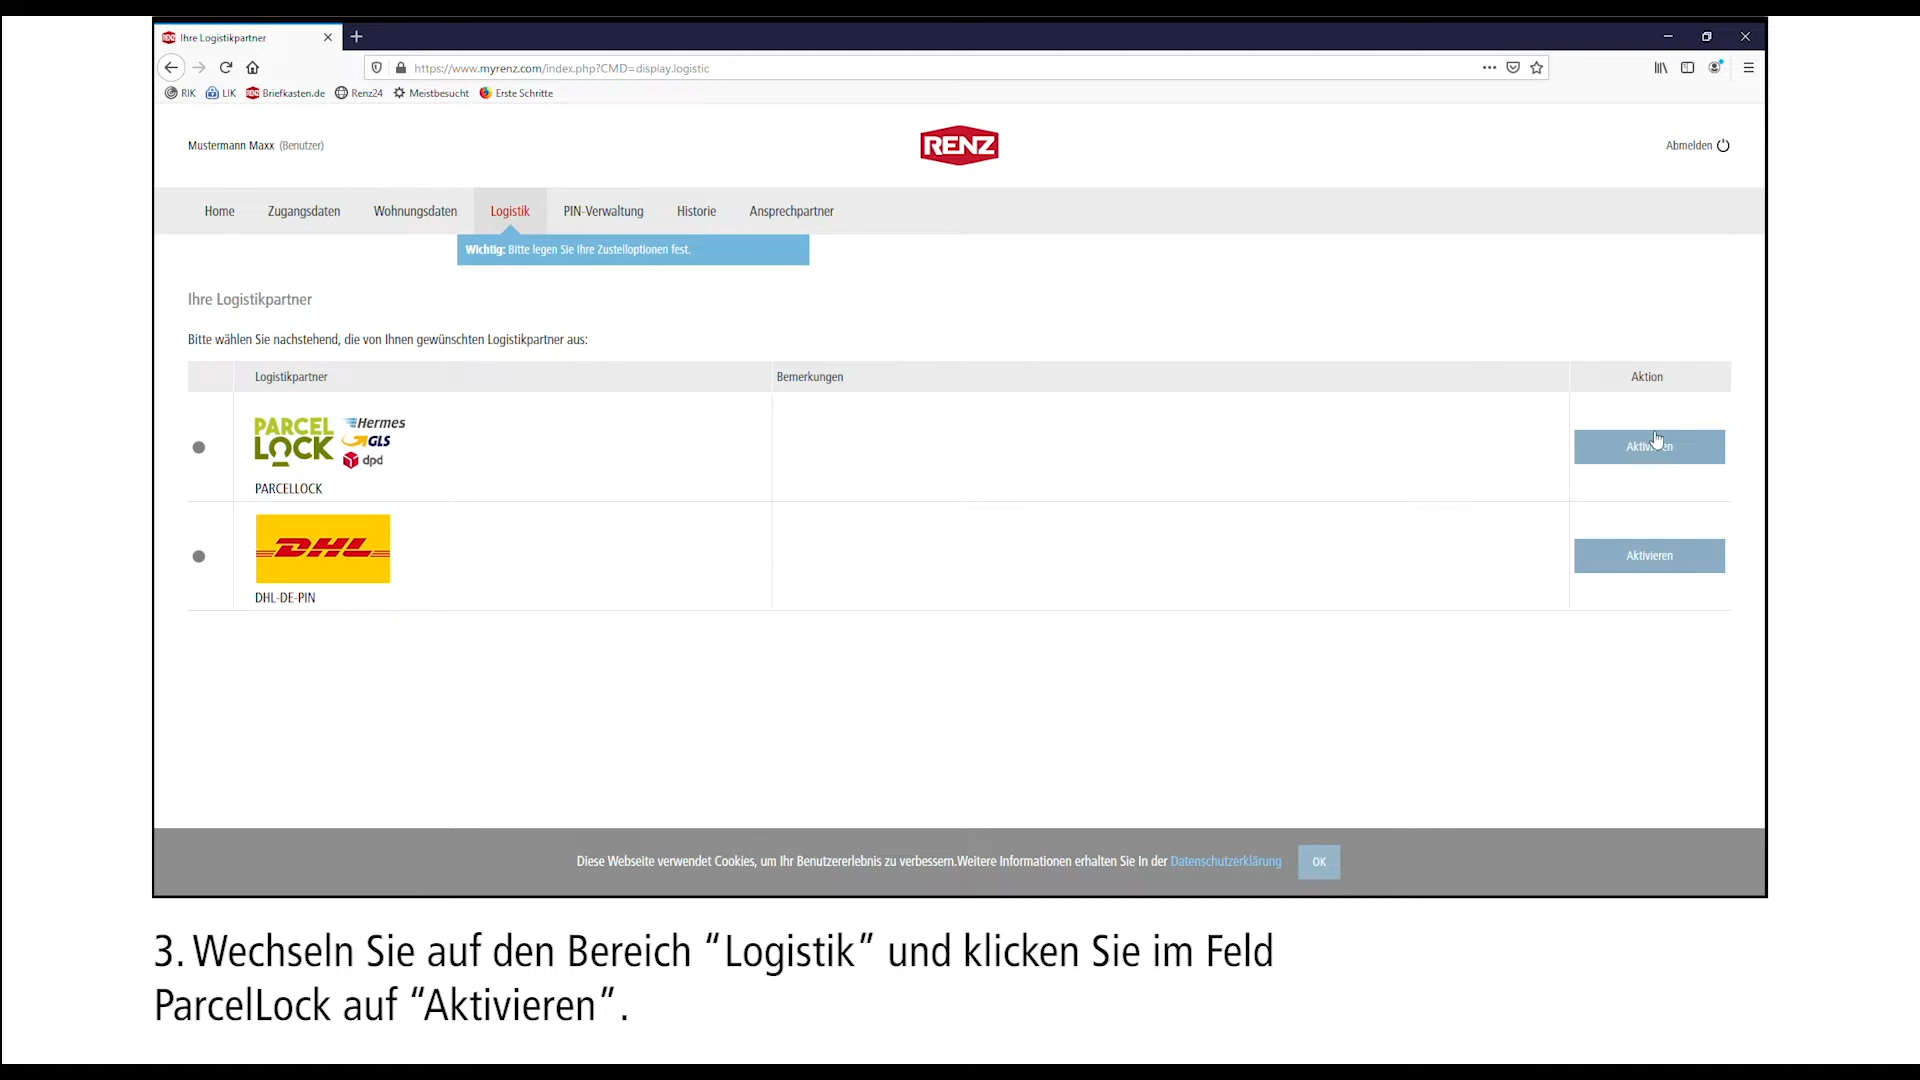 Ihre Logistikpartner
https://www.myrenz.com/index.php?CMD=display.logistic
RIK LIK Briefkasten.de Renz24 Meistbesucht Erste Schritte
Mustermann Maxx (Benutzer)
RENZ
Abmelden
Home Zugangsdaten Wohnungsdaten Logistik PIN-Verwaltung Historie Ansprechpartner
Wichtig: Bitte legen Sie Ihre Zustelloptionen fest.
Ihre Logistikpartner
Bitte wählen Sie nachstehend, die von Ihnen gewünschten Logistikpartner aus:
Logistikpartner Bemerkungen Aktion
PARCEL LOCK
Hermes
GLS
dpd
Aktivieren
PARCELLOCK
DHL
Aktivieren
DHL-DE-PIN
Diese Webseite verwendet Cookies, um Ihr Benutzererlebnis zu verbessern.Weitere Informationen erhalten Sie In der Datenschutzerklärung OK
3. Wechseln Sie auf den Bereich “Logistik” und klicken Sie im Feld
ParcelLock auf “Aktivieren”.